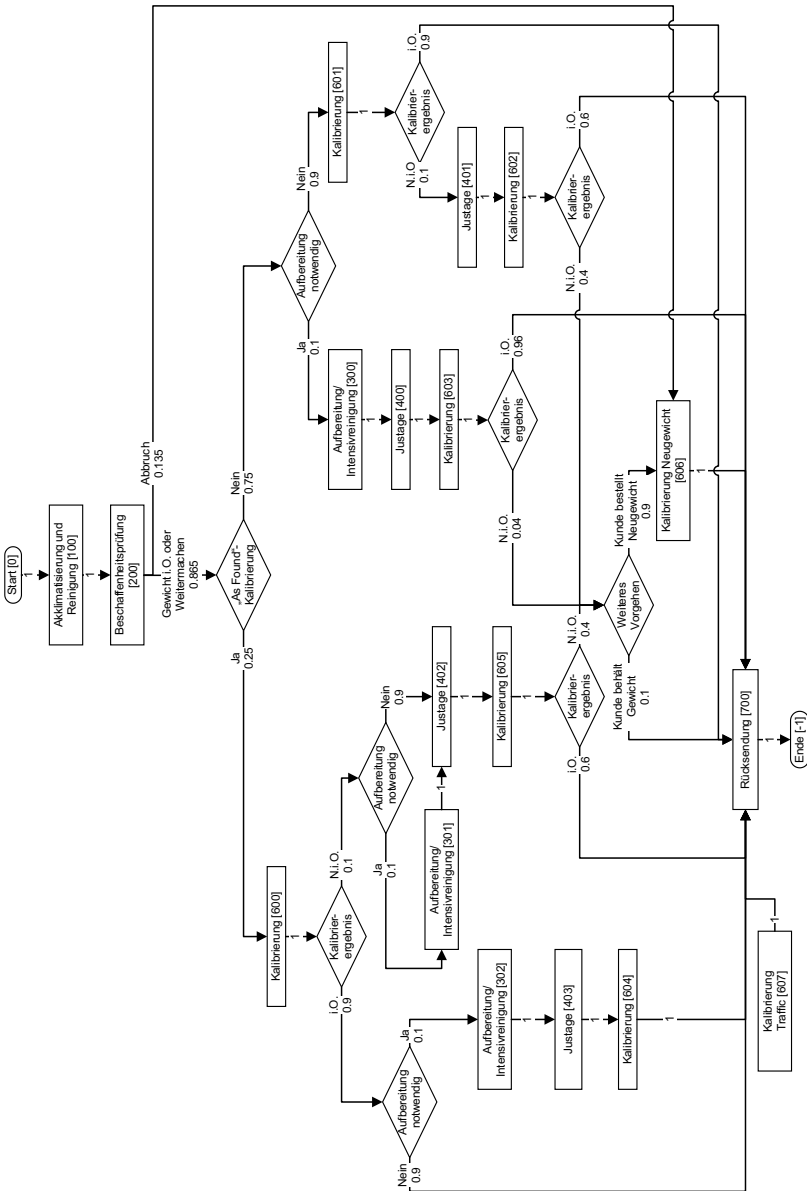 Start [0]
1
Akklimatisierung und
Reinigung [100]
1
Beschaffenheitsprüfung
[200]
Abbruch
0.135
Gewicht i.O. oder
Weitermachen
0.865
„As Found"-
Kalibrierung
Ja
0.25
Nein
0.75
Kalibrierung [600]
1
Kalibrier-
ergebnis
i.O.
0.9
N.i.O.
0.1
Aufbereitung
notwendig
Nein
0.9
Ja
0.1
Aufbereitung/
Intensivreinigung [302]
1
Justage [403]
1
Kalibrierung [604]
1
Aufbereitung
notwendig
Ja
0.1
Nein
0.9
Aufbereitung/
Intensivreinigung [301]
1
Justage [402]
1
Kalibrierung [605]
1
Kalibrier-
ergebnis
i.O.
0.6
N.i.O.
0.4
Aufbereitung
notwendig
Ja
0.1
Nein
0.9
Aufbereitung/
Intensivreinigung [300]
1
Justage [400]
1
Kalibrierung [603]
1
Kalibrier-
ergebnis
N.i.O.
0.04
i.O.
0.96
Kalibrierung [601]
1
Kalibrier-
ergebnis
N.i.O
0.1
i.O.
0.9
Justage [401]
1
Kalibrierung [602]
1
Kalibrier-
ergebnis
N.i.O.
0.4
i.O.
0.6
Weiteres
Vorgehen
Kunde behält
Gewicht
0.1
Kunde bestellt
Neugewicht
0.9
Kalibrierung Neugewicht
[606]
1
Kalibrierung
Traffic [607]
1
Rücksendung [700]
1
Ende [-1]